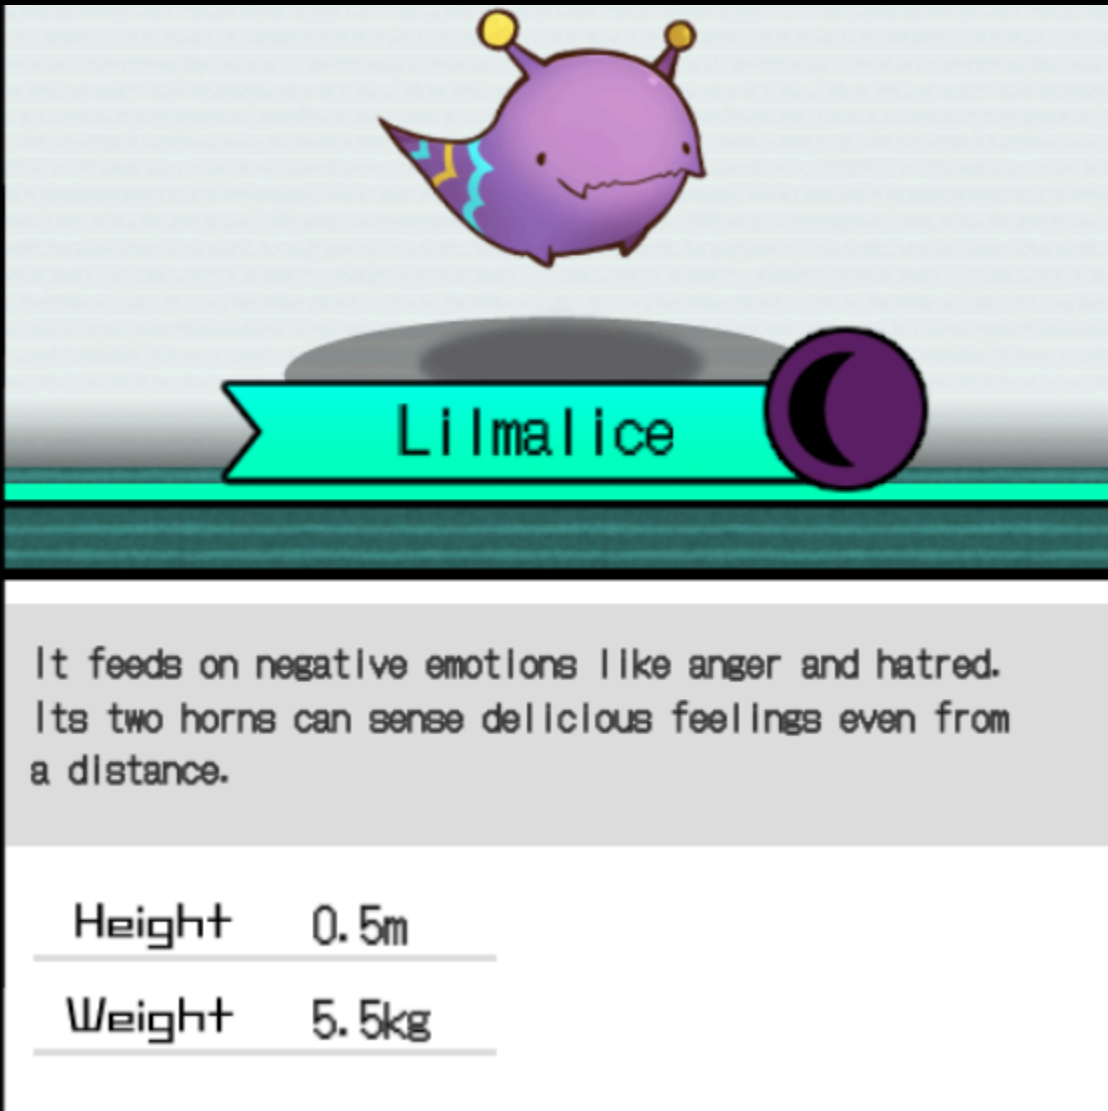 Lilmalice
It feeds on negative emotions like anger and hatred.
Its two horns can sense delicious feelings even from
a distance.
Height 0.5m
Weight 5.5kg